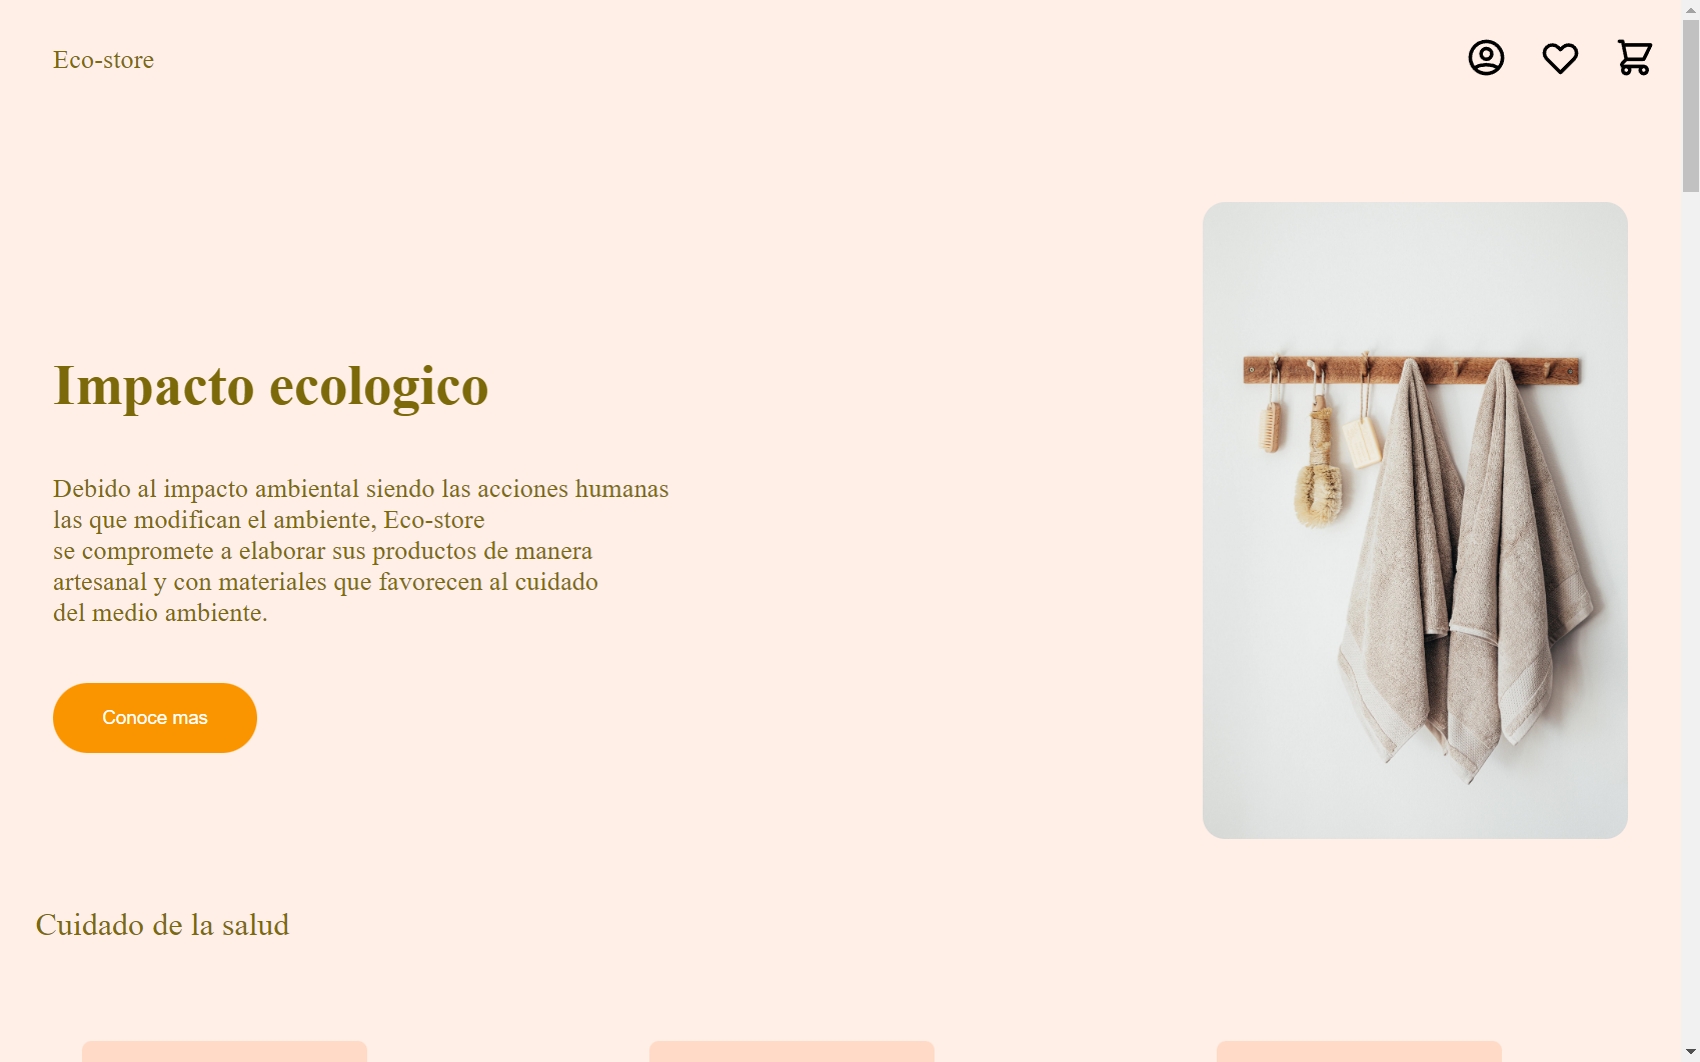 Eco-store
Impacto ecologico
Debido al impacto ambiental siendo las acciones humanas
las que modifican el ambiente, Eco-store
se compromete a elaborar sus productos de manera
artesanal y con materiales que favorecen al cuidado
del medio ambiente.
Conoce mas
Cuidado de la salud